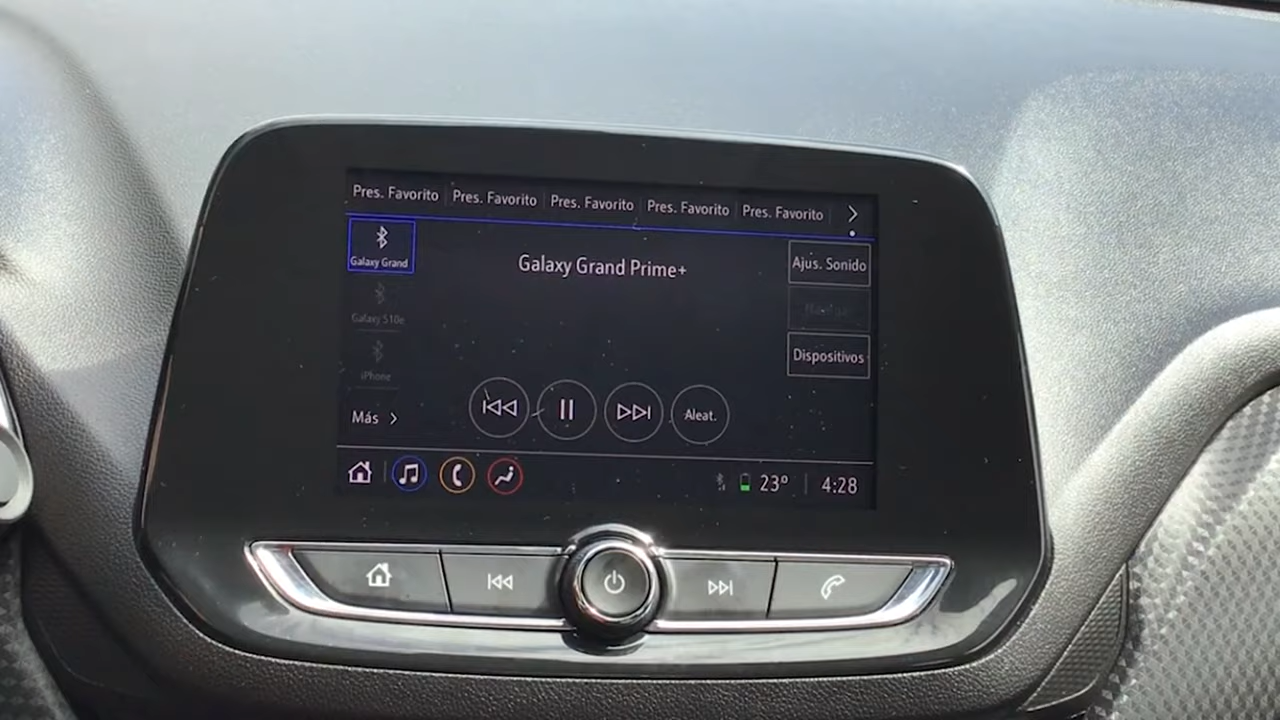 Pres. Favorito Pres. Favorito Pres. Favorito Pres. Favorito Pres. Favorito
Galaxy Grand
Galaxy Grand Prime+
Ajus. Sonido
Galaxy S10e
iPhone
Dispositivos
Más
Aleat.
23° 4:28